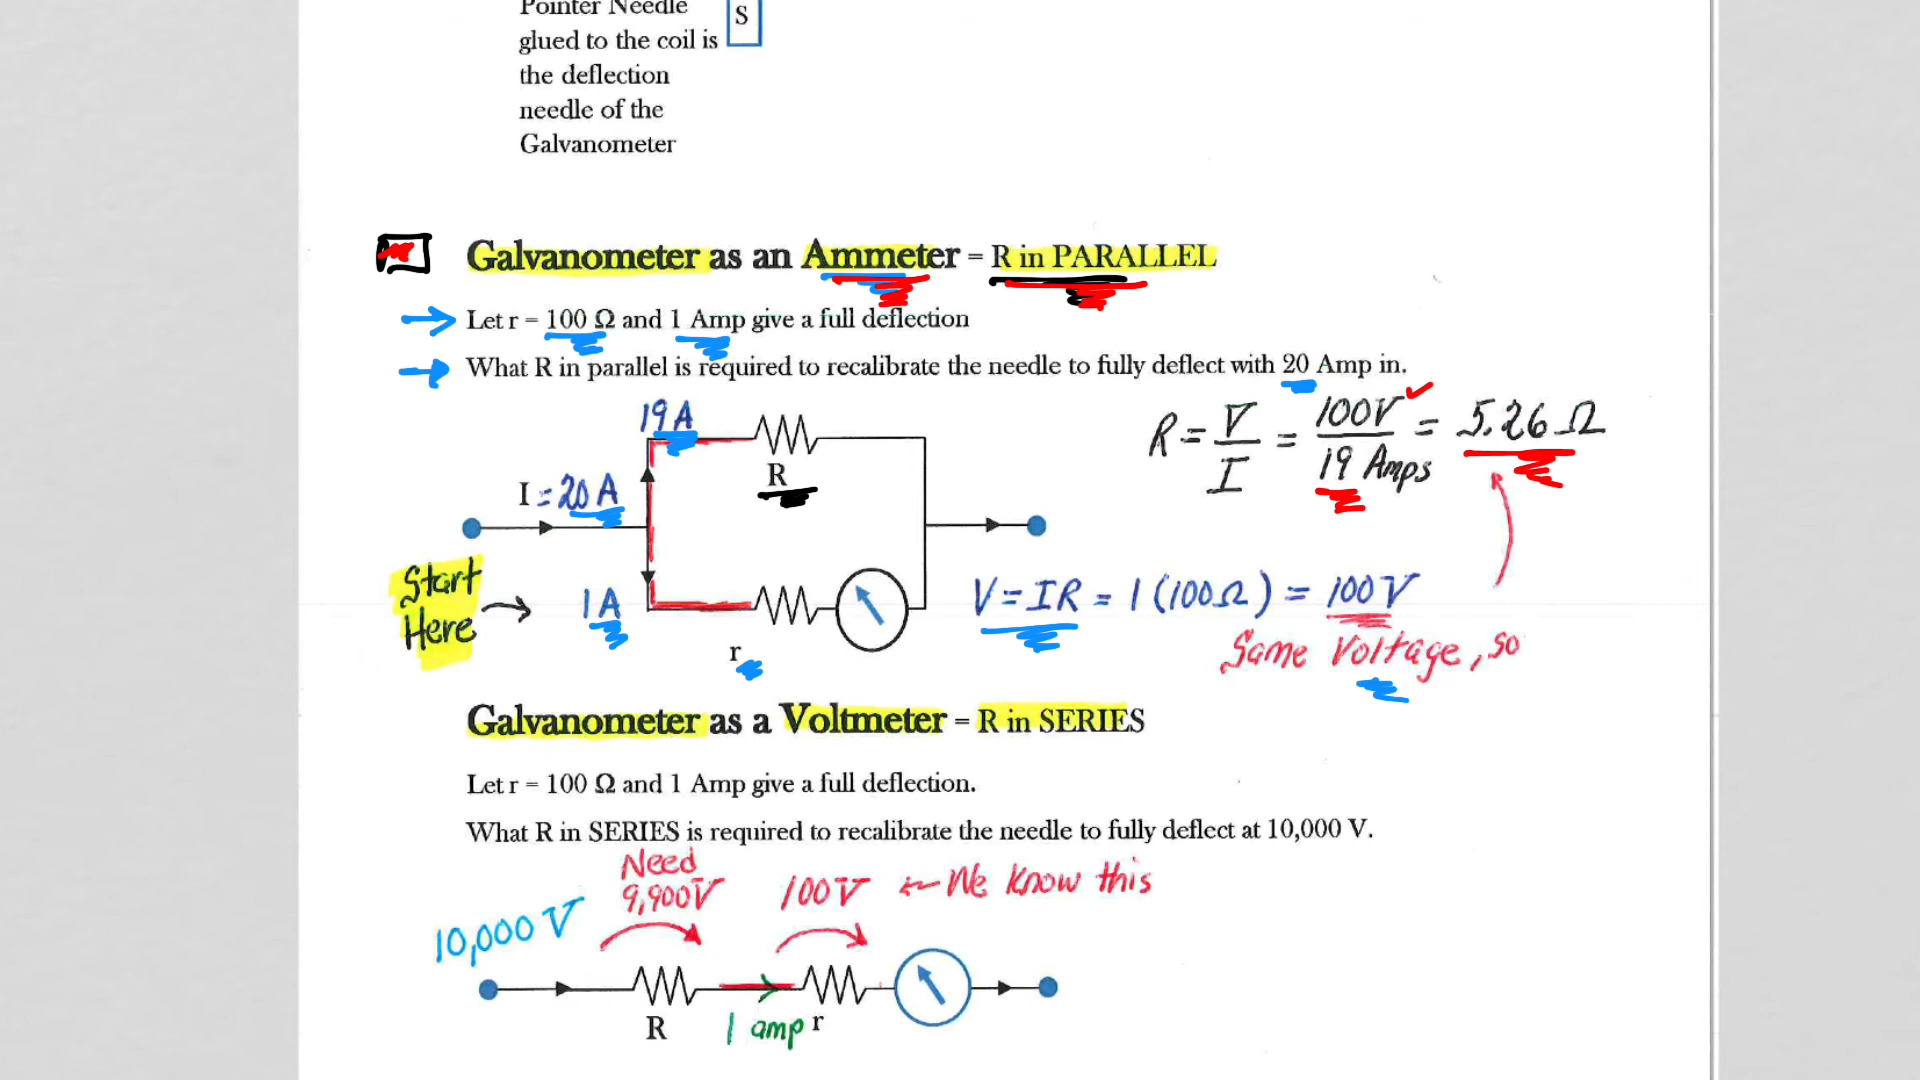 Pointer Needle
S
glued to the coil is
the deflection
needle of the
Galvanometer
Galvanometer as an Ammeter = R in PARALLEL
Let r = 100 Ω and 1 Amp give a full deflection
What R in parallel is required to recalibrate the needle to fully deflect with 20 Amp in.
19 A
R = V/I = 100V/19 Amps = 5.26 Ω
R
I = 20 A
Start
Here
1 A
V = IR = 1 (100Ω) = 100 V
r
Same Voltage, so
Galvanometer as a Voltmeter = R in SERIES
Let r = 100 Ω and 1 Amp give a full deflection.
What R in SERIES is required to recalibrate the needle to fully deflect at 10,000 V.
Need
9,900V
100V ← We know this
10,000 V
R
1 amp
r